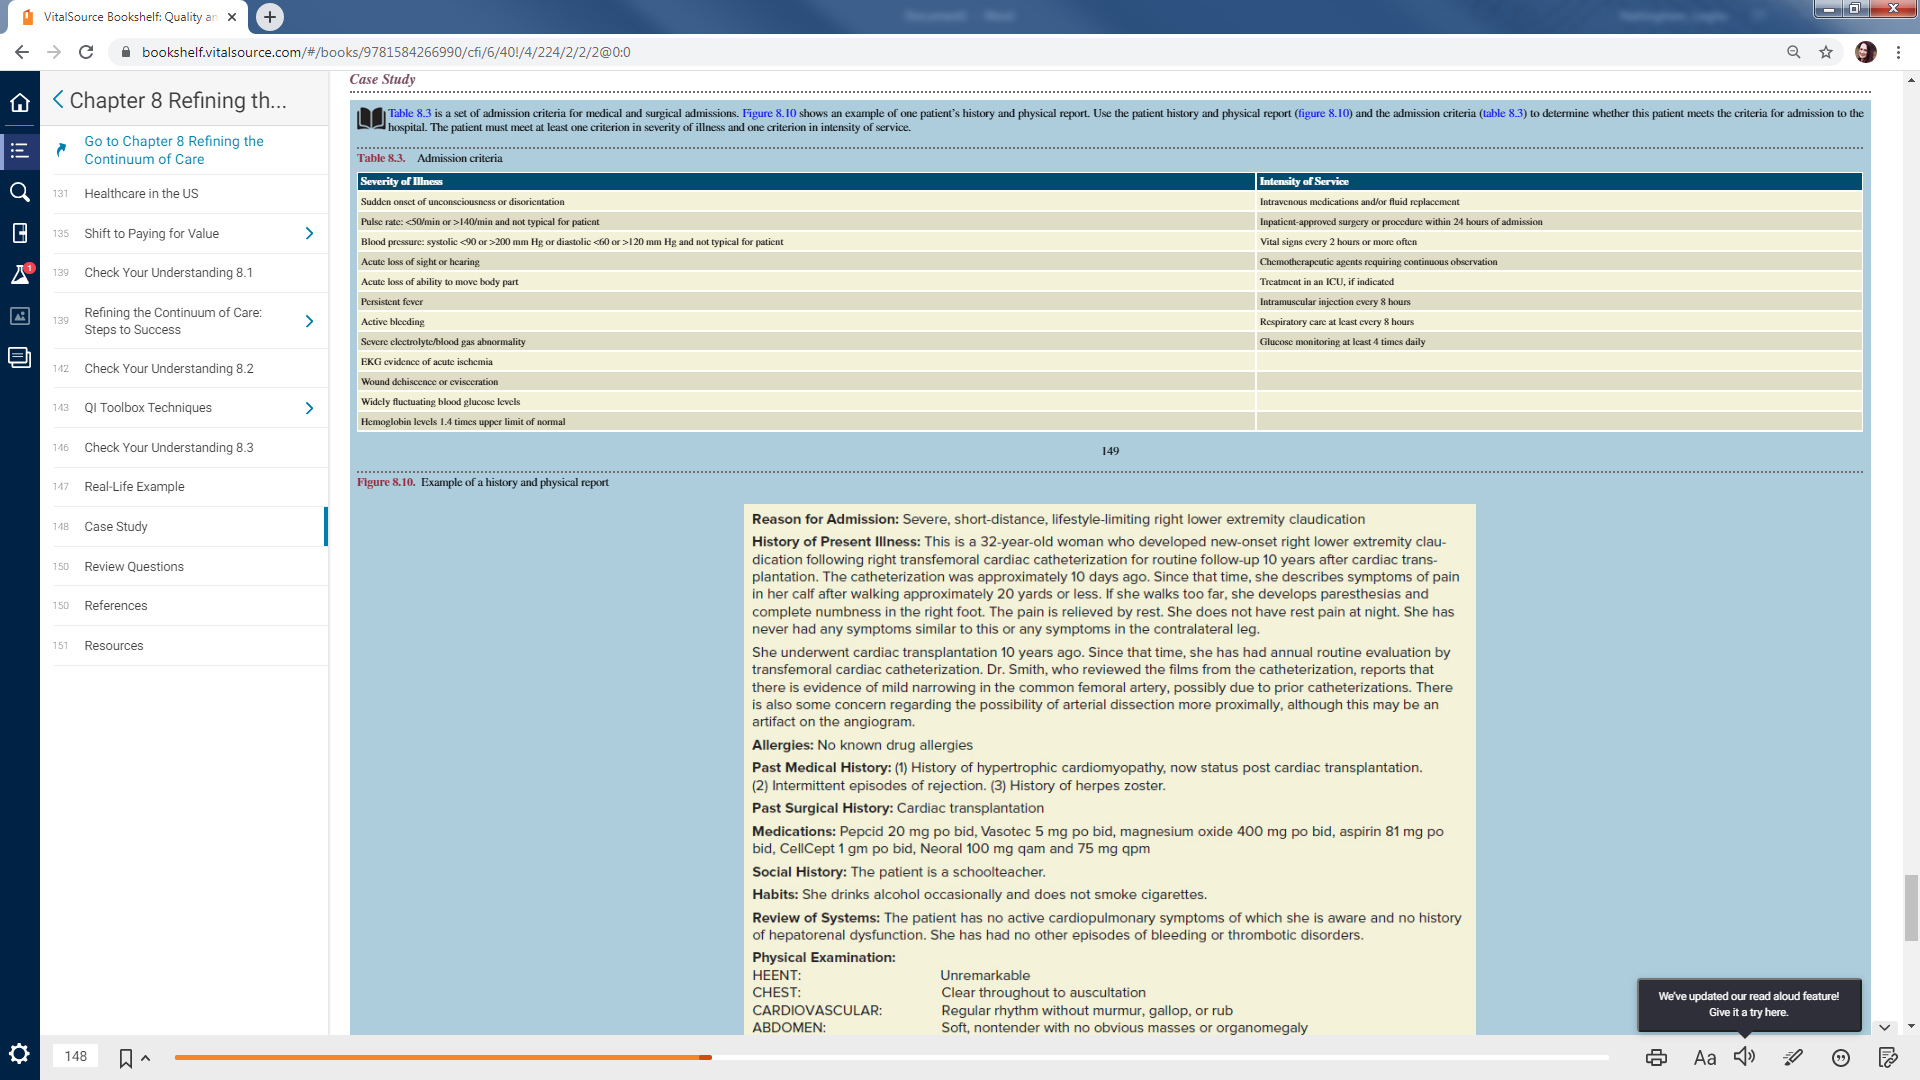 VitalSource Bookshelf: Quality an
bookshelf.vitalsource.com/#/books/9781584266990/cfi/6/40!/4/224/2/2/2@0:0
Chapter 8 Refining th...
Go to Chapter 8 Refining the
Continuum of Care
131 Healthcare in the US
135 Shift to Paying for Value
139 Check Your Understanding 8.1
139 Refining the Continuum of Care:
Steps to Success
142 Check Your Understanding 8.2
143 QI Toolbox Techniques
146 Check Your Understanding 8.3
147 Real-Life Example
148 Case Study
150 Review Questions
150 References
151 Resources
1
Case Study
Table 8.3 is a set of admission criteria for medical and surgical admissions. Figure 8.10 shows an example of one patient's history and physical report. Use the patient history and physical report (figure 8.10) and the admission criteria (table 8.3) to determine whether this patient meets the criteria for admission to the
hospital. The patient must meet at least one criterion in severity of illness and one criterion in intensity of service.
Table 8.3. Admission criteria
Severity of Illness Intensity of Service
Sudden onset of unconsciousness or disorientation Intravenous medications and/or fluid replacement
Pulse rate: <50/min or >140/min and not typical for patient Inpatient-approved surgery or procedure within 24 hours of admission
Blood pressure: systolic <90 or >200 mm Hg or diastolic <60 or >120 mm Hg and not typical for patient Vital signs every 2 hours or more often
Acute loss of sight or hearing Chemotherapeutic agents requiring continuous observation
Acute loss of ability to move body part Treatment in an ICU, if indicated
Persistent fever Intramuscular injection every 8 hours
Active bleeding Respiratory care at least every 8 hours
Severe electrolyte/blood gas abnormality Glucose monitoring at least 4 times daily
EKG evidence of acute ischemia
Wound dehiscence or evisceration
Widely fluctuating blood glucose levels
Hemoglobin levels 1.4 times upper limit of normal
149
Figure 8.10. Example of a history and physical report
Reason for Admission: Severe, short-distance, lifestyle-limiting right lower extremity claudication
History of Present Illness: This is a 32-year-old woman who developed new-onset right lower extremity clau-
dication following right transfemoral cardiac catheterization for routine follow-up 10 years after cardiac trans-
plantation. The catheterization was approximately 10 days ago. Since that time, she describes symptoms of pain
in her calf after walking approximately 20 yards or less. If she walks too far, she develops paresthesias and
complete numbness in the right foot. The pain is relieved by rest. She does not have rest pain at night. She has
never had any symptoms similar to this or any symptoms in the contralateral leg.
She underwent cardiac transplantation 10 years ago. Since that time, she has had annual routine evaluation by
transfemoral cardiac catheterization. Dr. Smith, who reviewed the films from the catheterization, reports that
there is evidence of mild narrowing in the common femoral artery, possibly due to prior catheterizations. There
is also some concern regarding the possibility of arterial dissection more proximally, although this may be an
artifact on the angiogram.
Allergies: No known drug allergies
Past Medical History: (1) History of hypertrophic cardiomyopathy, now status post cardiac transplantation.
(2) Intermittent episodes of rejection. (3) History of herpes zoster.
Past Surgical History: Cardiac transplantation
Medications: Pepcid 20 mg po bid, Vasotec 5 mg po bid, magnesium oxide 400 mg po bid, aspirin 81 mg po
bid, CellCept 1 gm po bid, Neoral 100 mg qam and 75 mg qpm
Social History: The patient is a schoolteacher.
Habits: She drinks alcohol occasionally and does not smoke cigarettes.
Review of Systems: The patient has no active cardiopulmonary symptoms of which she is aware and no history
of hepatorenal dysfunction. She has had no other episodes of bleeding or thrombotic disorders.
Physical Examination:
HEENT: Unremarkable
CHEST: Clear throughout to auscultation
CARDIOVASCULAR: Regular rhythm without murmur, gallop, or rub
ABDOMEN: Soft, nontender with no obvious masses or organomegaly
We've updated our read aloud feature!
Give it a try here.
148
Aa